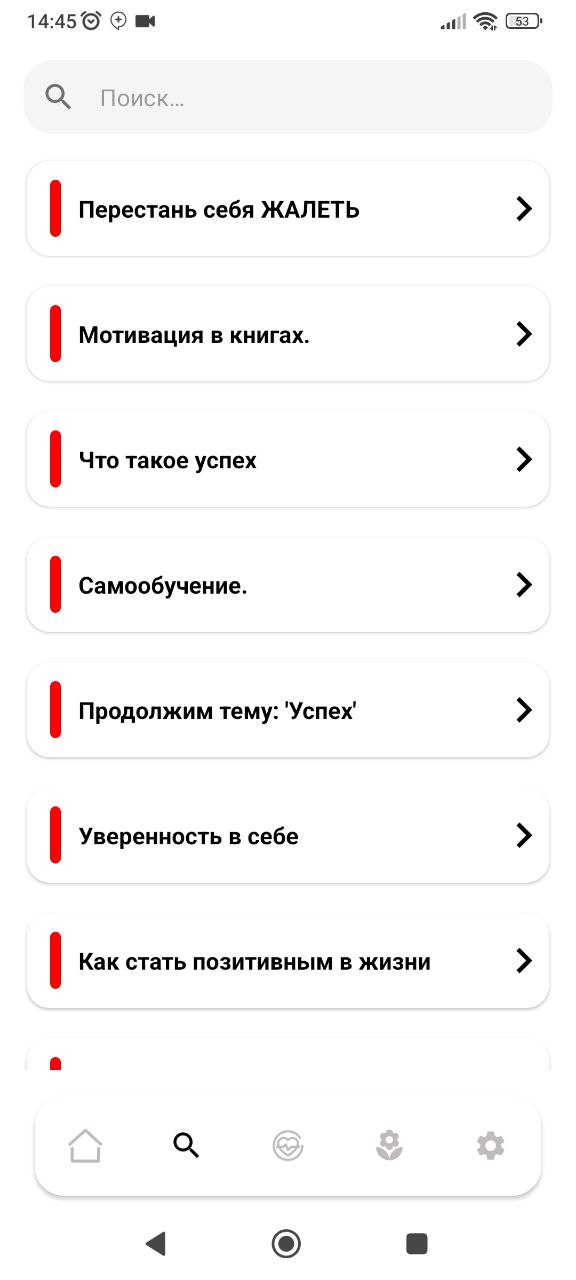 14:45
53
Поиск...
Перестань себя ЖАЛЕТЬ
Мотивация в книгах.
Что такое успех
Самообучение.
Продолжим тему: 'Успех'
Уверенность в себе
Как стать позитивным в жизни